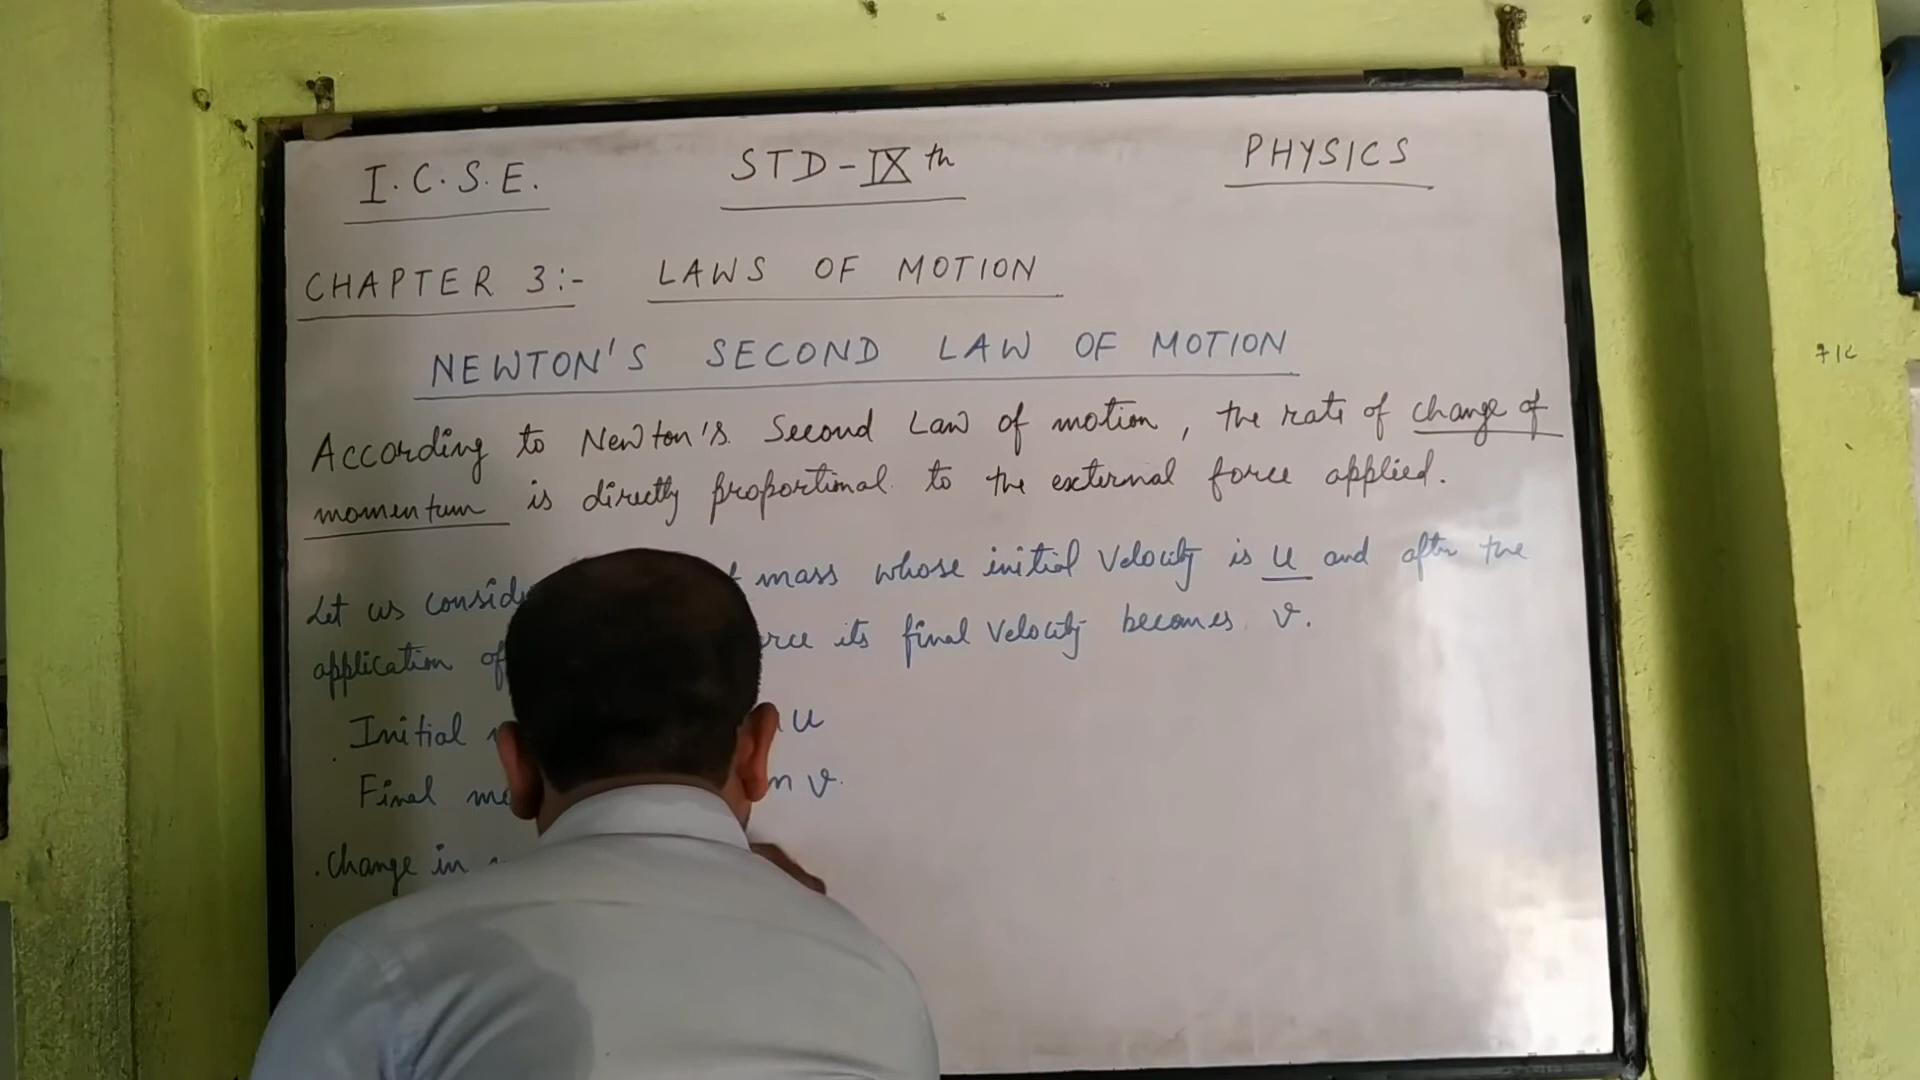 I.C.S.E. STD-IXth PHYSICS
CHAPTER 3:- LAWS OF MOTION
NEWTON'S SECOND LAW OF MOTION
According to Newton's Second Law of motion, the rate of change of
momentum is directly proportional to the external force applied.
Let us mass whose initial Velocity is u and after the
application of its final Velocity becomes v.
Initial u
Final v.
Change in